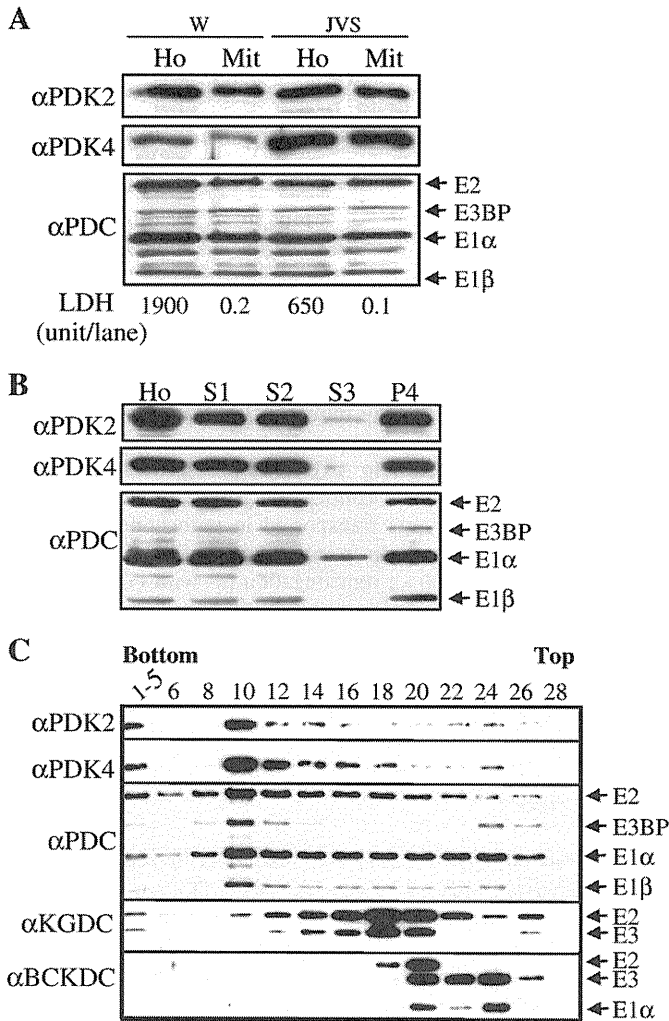 A
W JVS
Ho Mit Ho Mit
αPDK2
αPDK4
αPDC
E2
E3BP
E1α
E1β
LDH 1900 0.2 650 0.1
(unit/lane)
B
Ho S1 S2 S3 P4
αPDK2
αPDK4
αPDC
E2
E3BP
E1α
E1β
C
Bottom Top
1-5 6 8 10 12 14 16 18 20 22 24 26 28
αPDK2
αPDK4
αPDC
E2
E3BP
E1α
E1β
αKGDC
E2
E3
αBCKDC
E2
E3
E1α